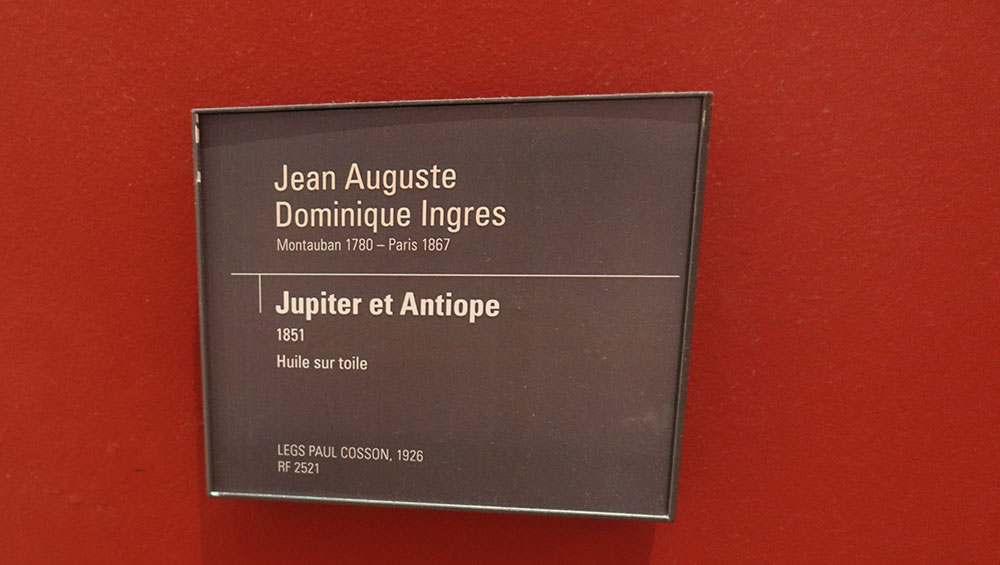 Jean Auguste
Dominique Ingres
Montauban 1780 – Paris 1867
Jupiter et Antiope
1851
Huile sur toile
LEGS PAUL COSSON, 1926
RF 2521